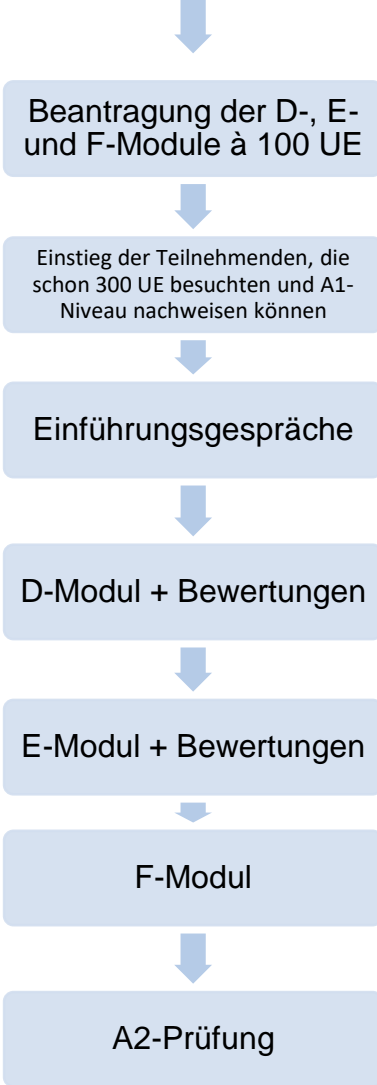 Beantragung der D-, E-
und F-Module à 100 UE
Einstieg der Teilnehmenden, die
schon 300 UE besuchten und A1-
Niveau nachweisen können
Einführungsgespräche
D-Modul + Bewertungen
E-Modul + Bewertungen
F-Modul
A2-Prüfung